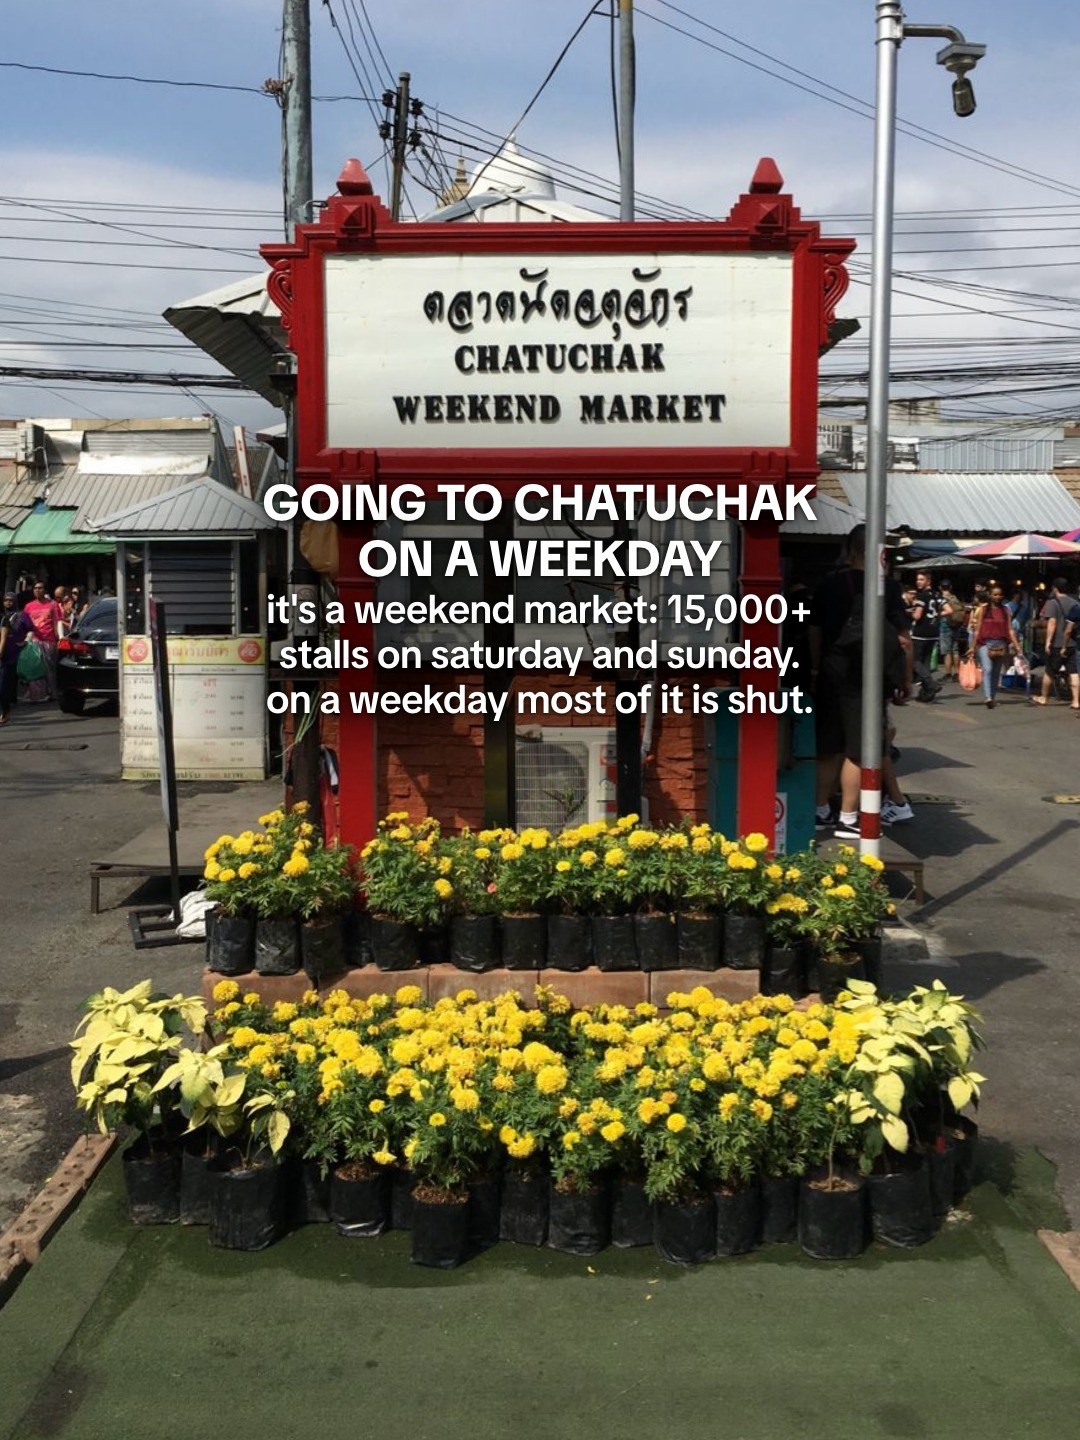 ตลาดนัดจตุจักร
CHATUCHAK
WEEKEND MARKET
GOING TO CHATUCHAK
ON A WEEKDAY
it's a weekend market: 15,000+
stalls on saturday and sunday.
on a weekday most of it is shut.